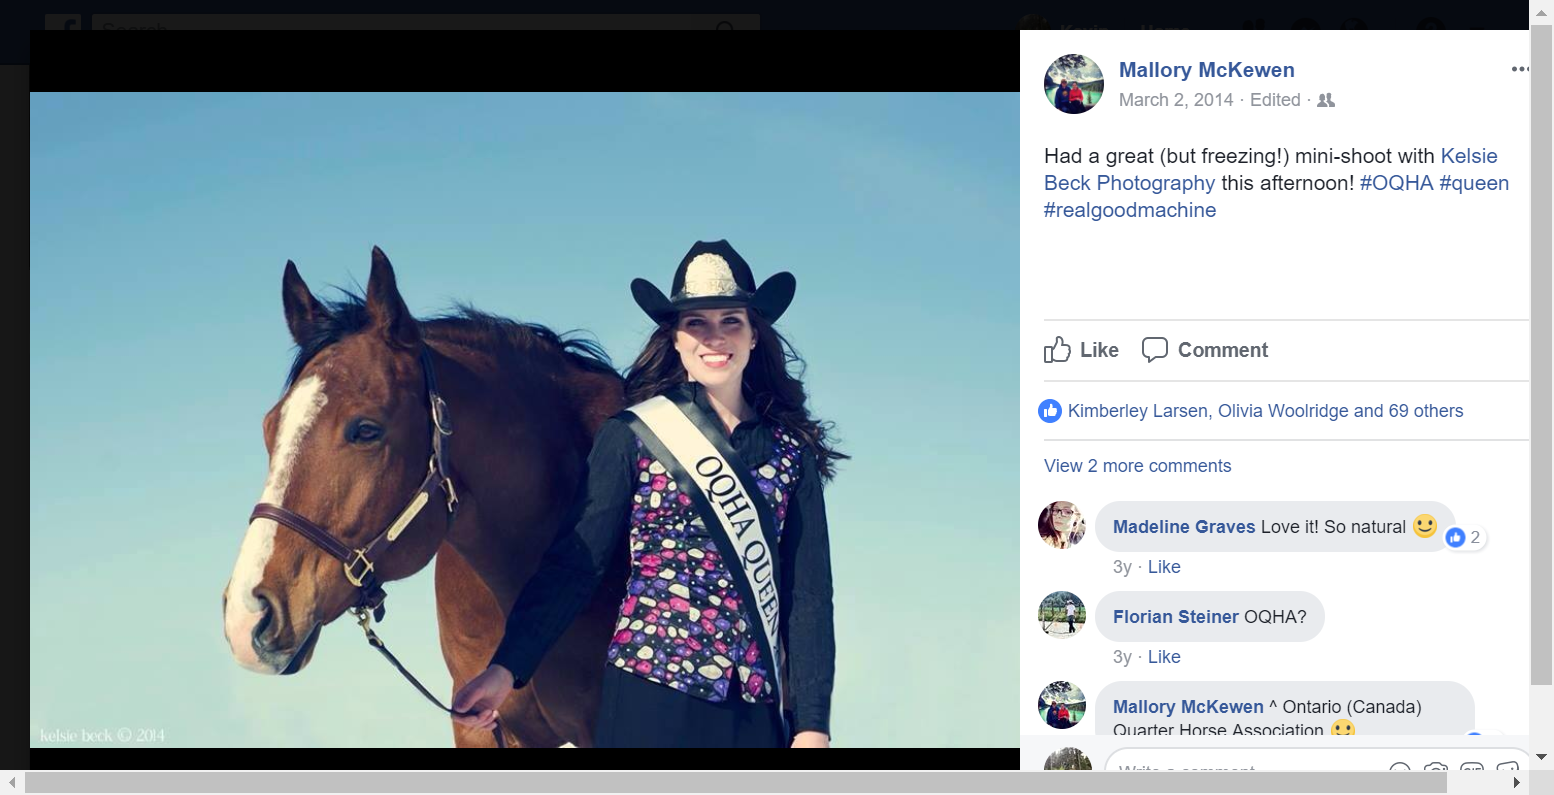 Search
Mallory McKewen
March 2, 2014 · Edited ·
Had a great (but freezing!) mini-shoot with Kelsie
Beck Photography this afternoon! #OQHA #queen
#realgoodmachine
Like Comment
Kimberley Larsen, Olivia Woolridge and 69 others
View 2 more comments
Madeline Graves Love it! So natural 🙂
2
3y · Like
Florian Steiner OQHA?
3y · Like
Mallory McKewen ^ Ontario (Canada)
Quarter Horse Association 🙂
Write a comment...
OQHA QUEEN
kelsie beck © 2014